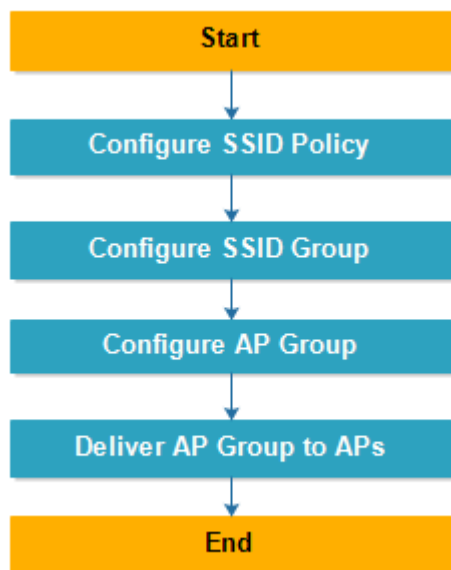 Start
Configure SSID Policy
Configure SSID Group
Configure AP Group
Deliver AP Group to APs
End